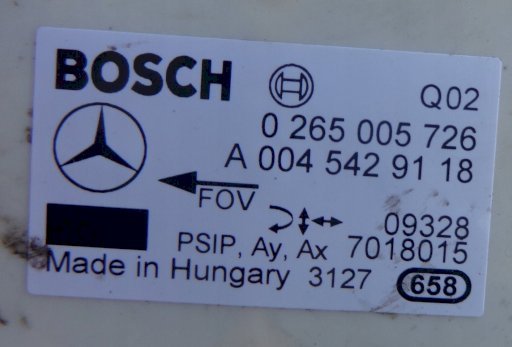 BOSCH
Q02
0 265 005 726
A 004 542 91 18
FOV
09328
PSIP, Ay, Ax 7018015
Made in Hungary 3127 658